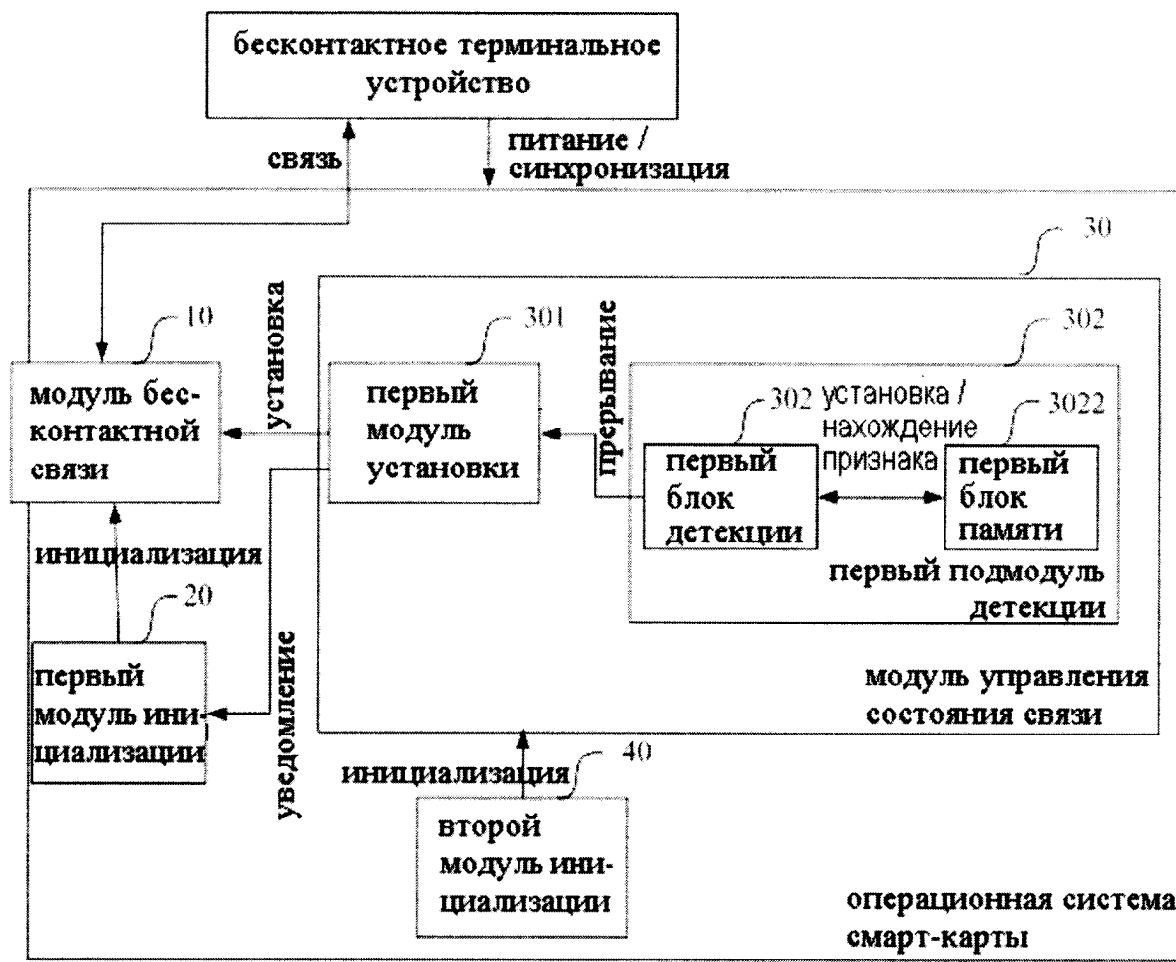 бесконтактное терминальное
устройство
связь
питание /
синхронизация
30
10
301
302
модуль бес-
контактной
связи
установка
первый
модуль
установки
прерывание
302
установка /
нахождение
признака
3022
первый
блок
детекции
первый
блок
памяти
первый подмодуль
детекции
инициализация
20
первый
модуль ини-
циализации
уведомление
модуль управления
состояния связи
инициализация
40
второй
модуль ини-
циализации
операционная система
смарт-карты